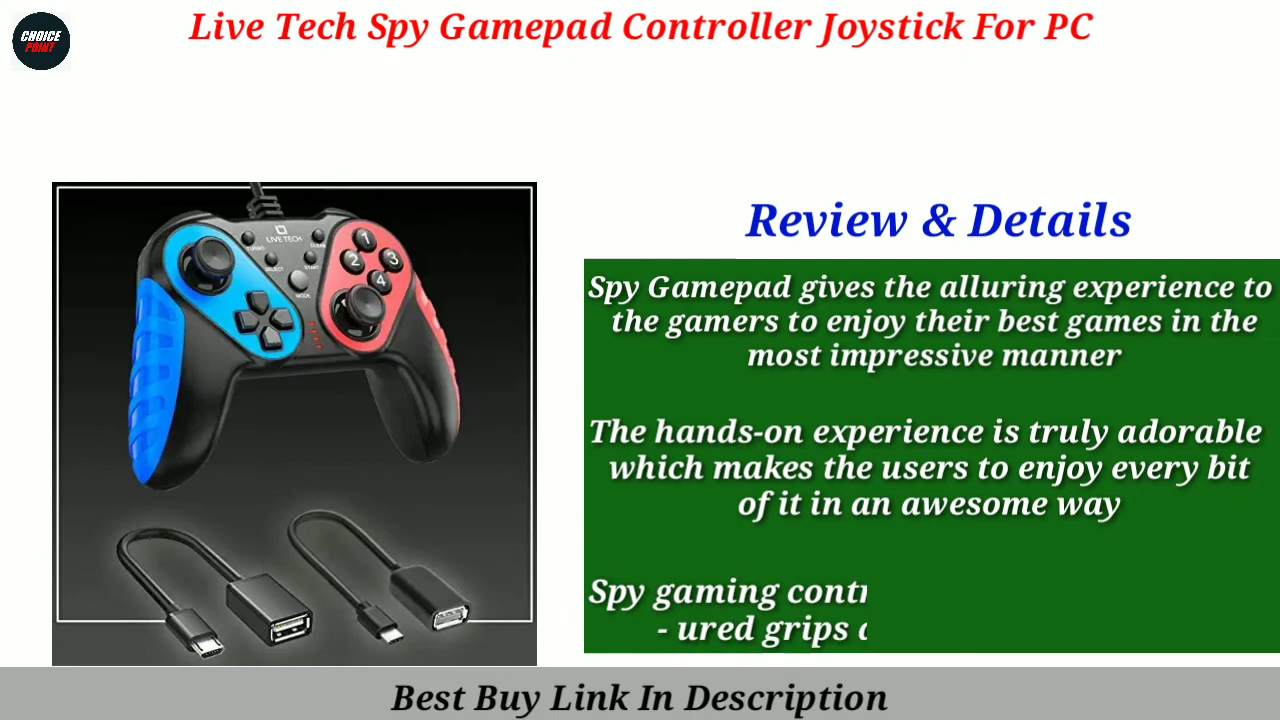 CHOICE
POINT
Live Tech Spy Gamepad Controller Joystick For PC
LIVE TECH
TURBO
SELECT
START
MODE
1
2
3
4
Review & Details
Spy Gamepad gives the alluring experience to
the gamers to enjoy their best games in the
most impressive manner
The hands-on experience is truly adorable
which makes the users to enjoy every bit
of it in an awesome way
Spy gaming cont
- ured grips
Best Buy Link In Description